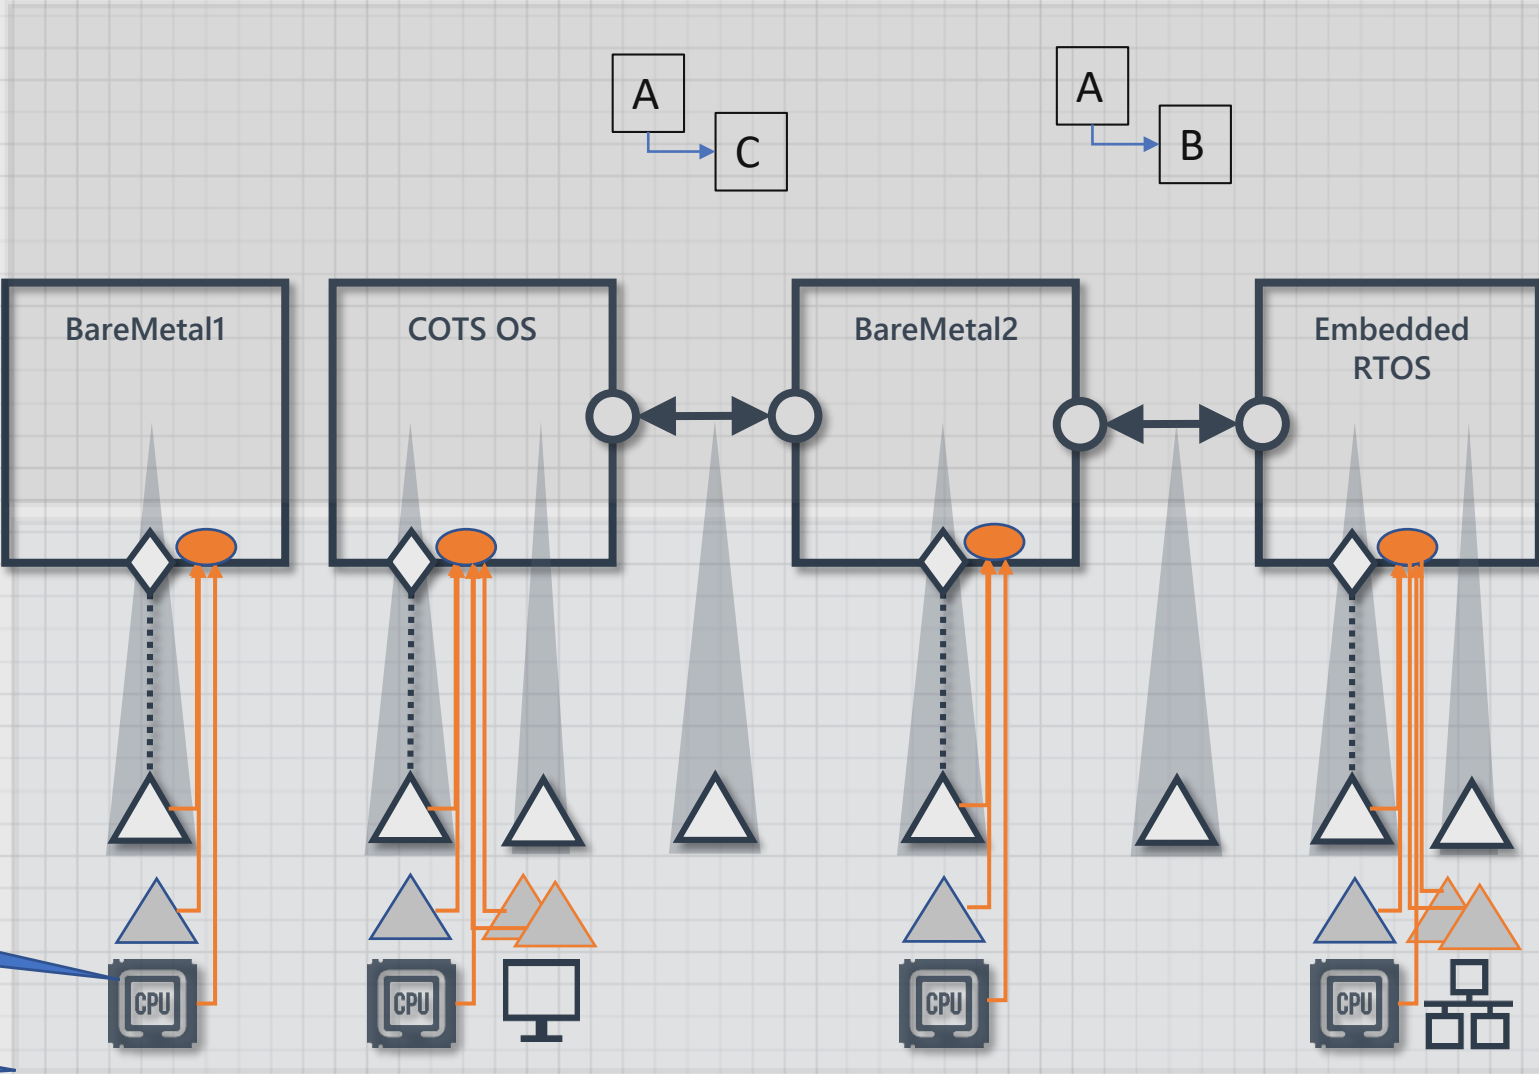 A
C
A
B
BareMetal1
COTS OS
BareMetal2
Embedded
RTOS
CPU
CPU
CPU
CPU